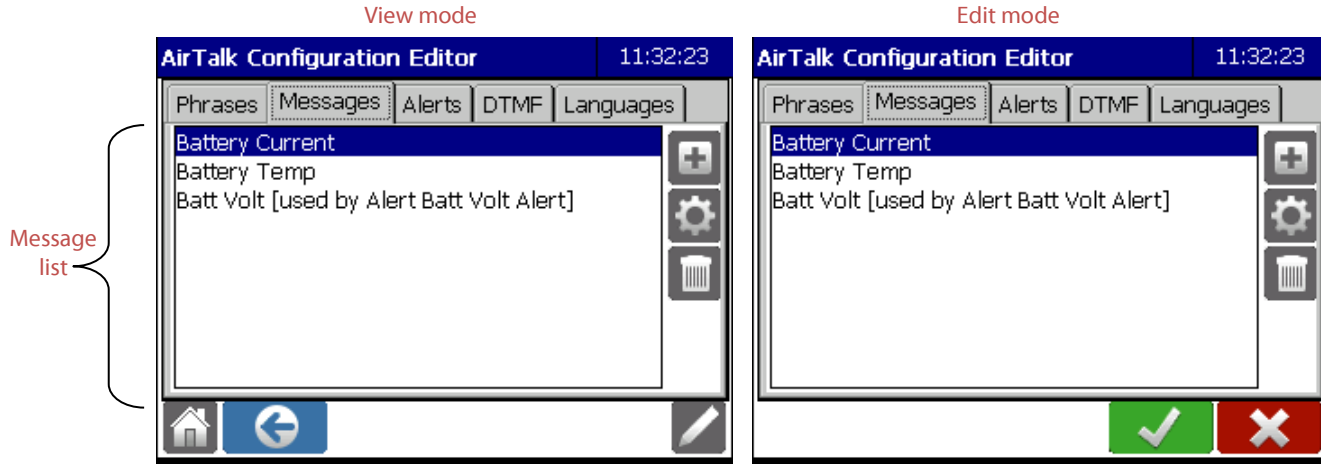 View mode
Edit mode
AirTalk Configuration Editor 11:32:23
Phrases Messages Alerts DTMF Languages
Battery Current
Battery Temp
Batt Volt [used by Alert Batt Volt Alert]
AirTalk Configuration Editor 11:32:23
Phrases Messages Alerts DTMF Languages
Battery Current
Battery Temp
Batt Volt [used by Alert Batt Volt Alert]
Message
list